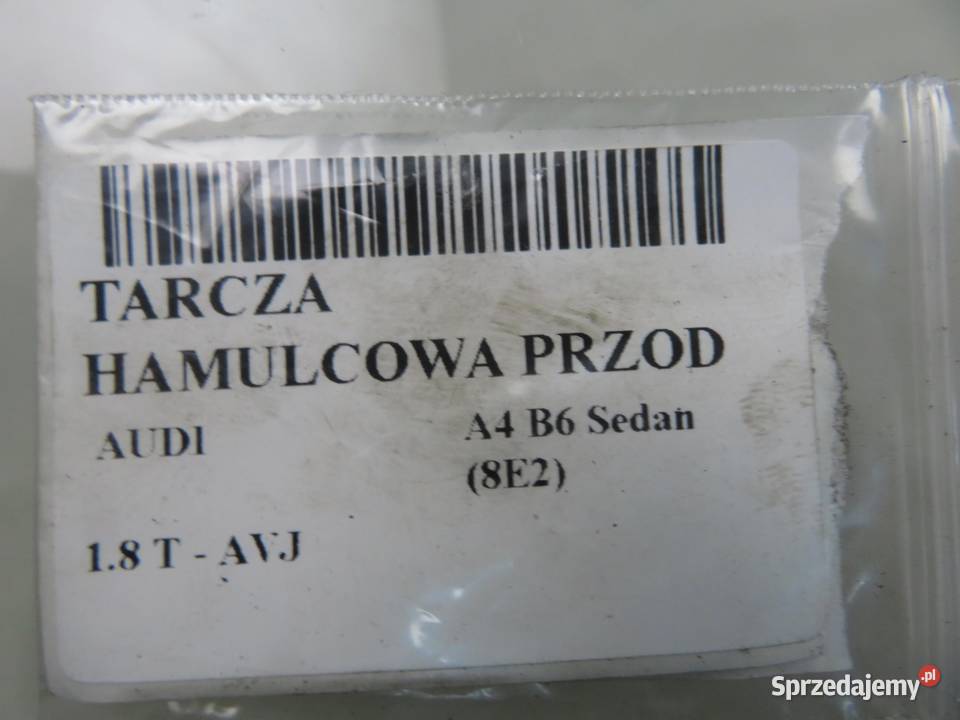 TARCZA
HAMULCOWA PRZOD
AUDI A4 B6 Sedan
(8E2)
1.8 T - AVJ
Sprzedajemy.pl